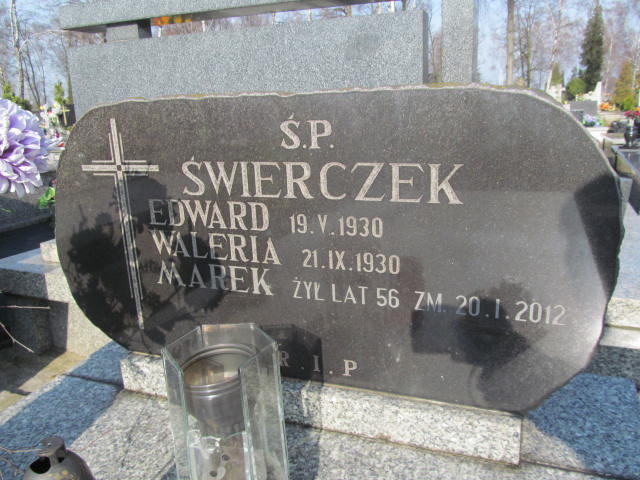 Ś.P.
ŚWIERCZEK
EDWARD 19.V.1930
WALERIA 21.IX.1930
MAREK ŻYŁ LAT 56 ZM. 20.I.2012
R.I.P